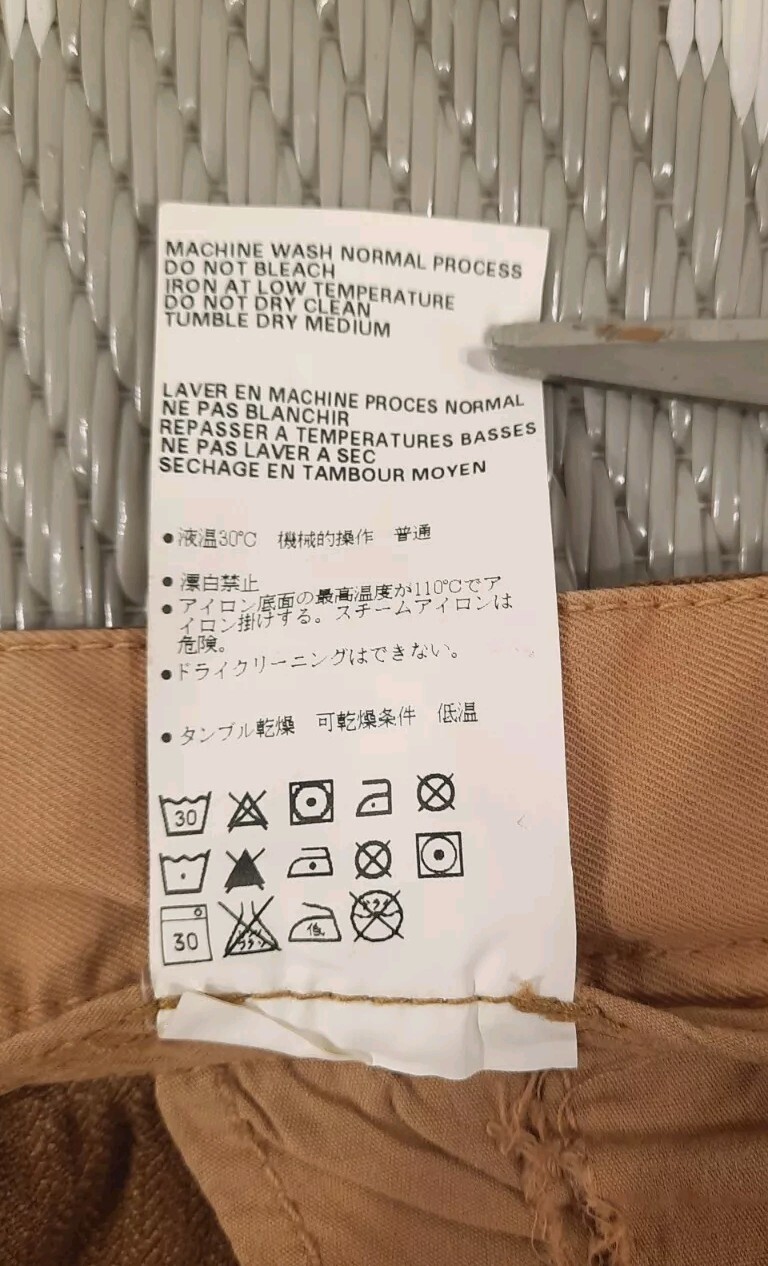 MACHINE WASH NORMAL PROCESS
DO NOT BLEACH
IRON AT LOW TEMPERATURE
DO NOT DRY CLEAN
TUMBLE DRY MEDIUM
LAVER EN MACHINE PROCES NORMAL
NE PAS BLANCHIR
REPASSER A TEMPERATURES BASSES
NE PAS LAVER A SEC
SECHAGE EN TAMBOUR MOYEN
●液温30℃ 機械的操作 普通
●漂白禁止
●アイロン底面の最高温度が110℃でア
イロン掛けする。スチームアイロンは
危険。
●ドライクリーニングはできない。
●タンブル乾燥 可乾燥条件 低温
30
30
低